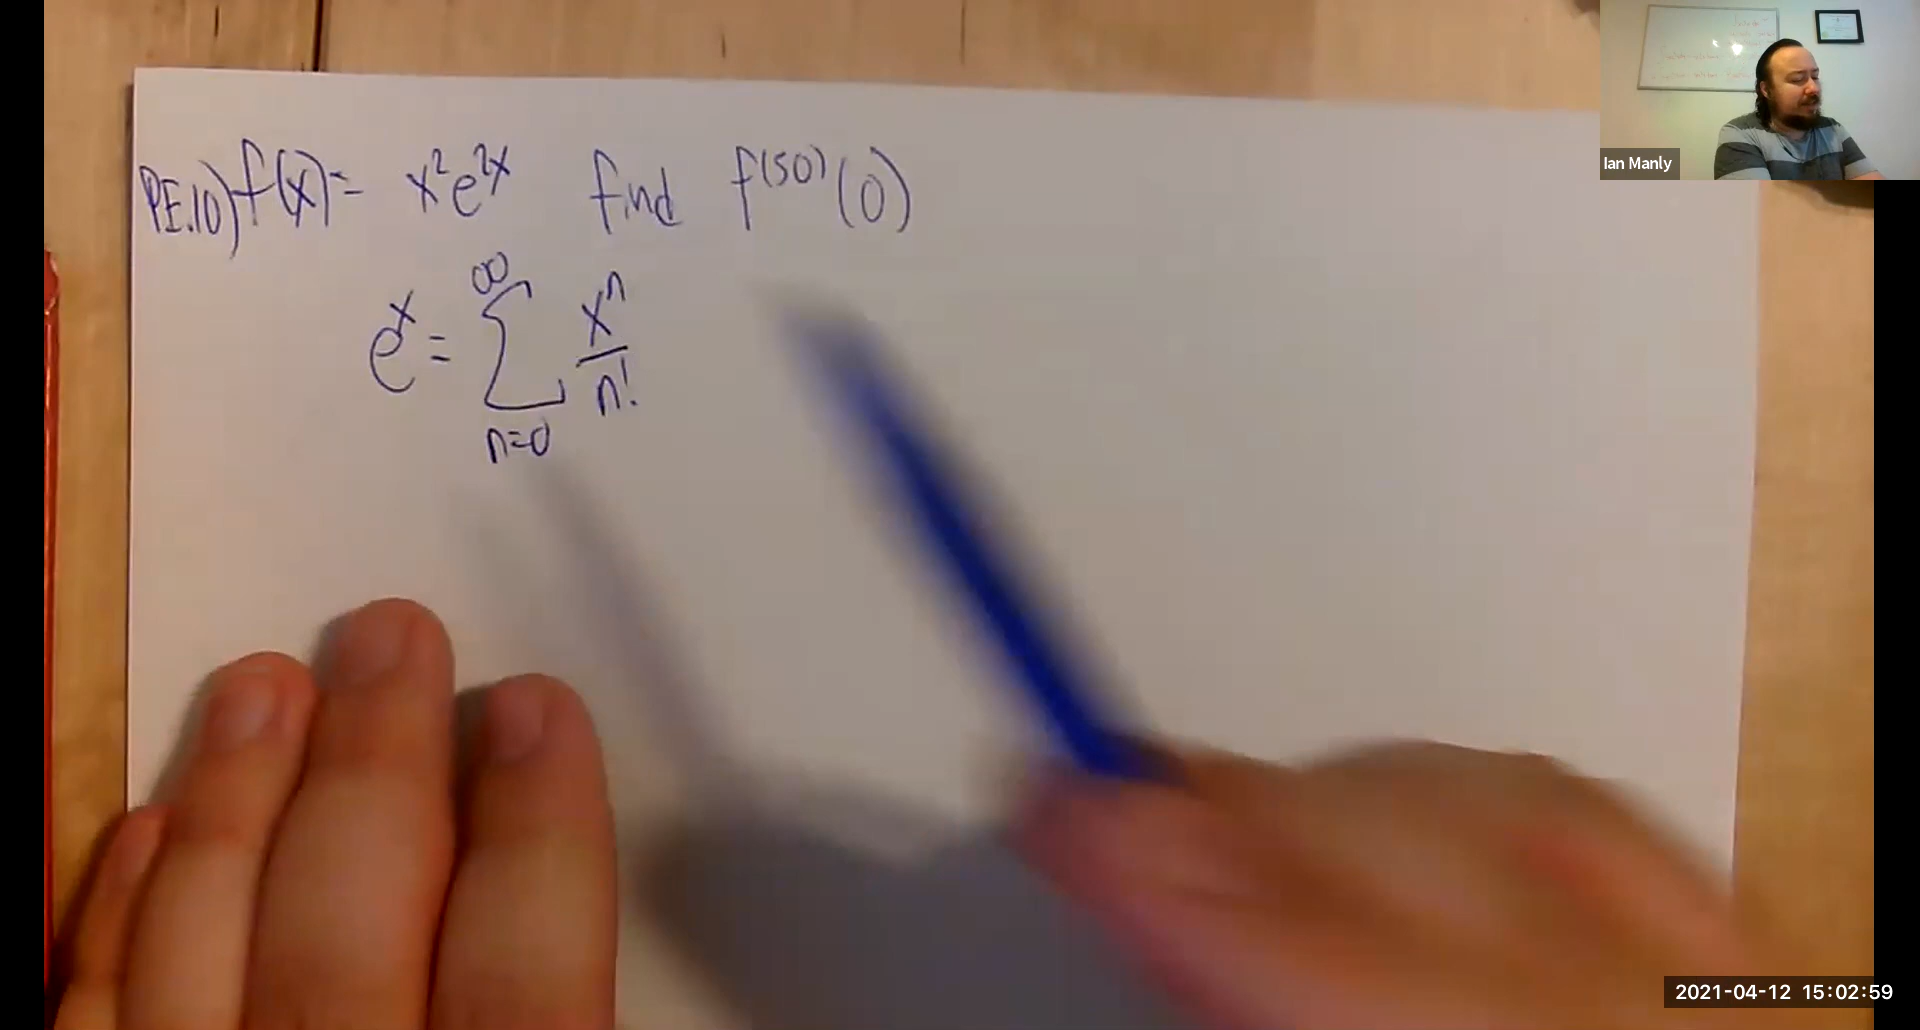 PE.10) f(x) = x²e²ˣ find f⁽⁵⁰⁾(0)
eˣ = ∞ Σ n=0 xⁿ/n!
Ian Manly
2021-04-12 15:02:59